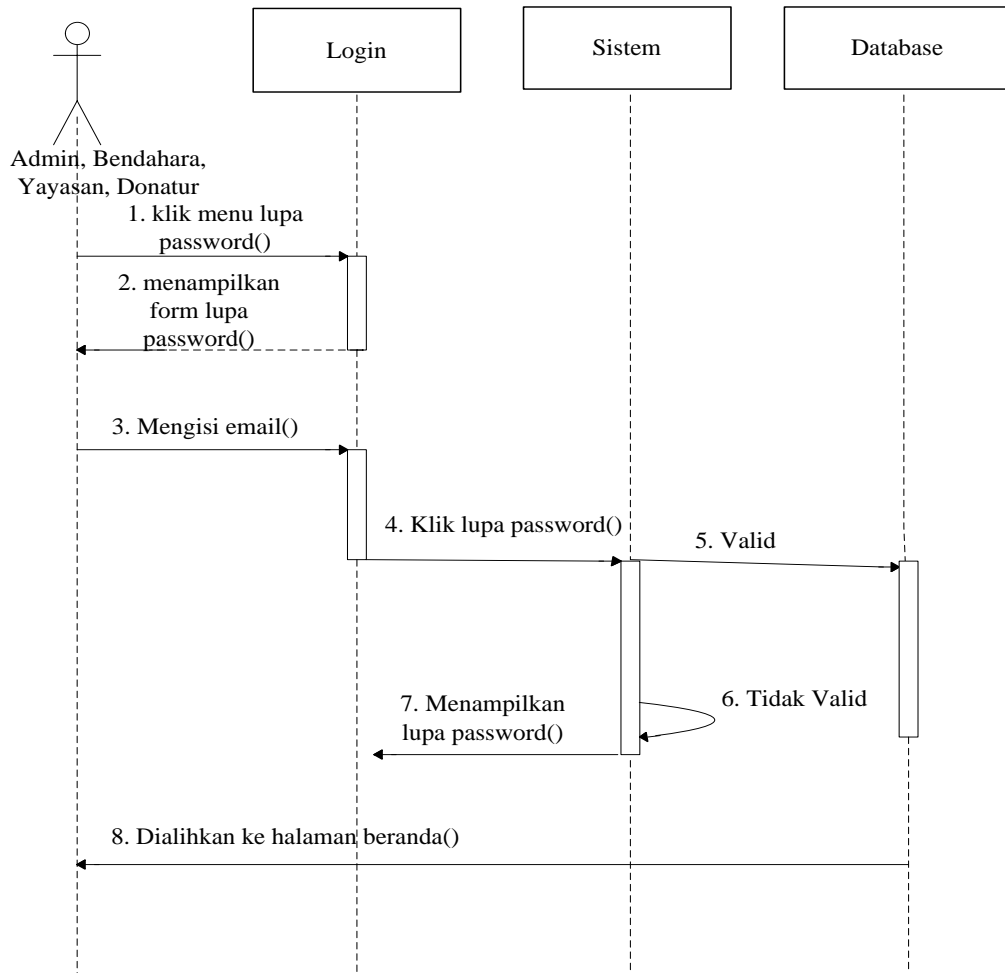 Login
Sistem
Database
Admin, Bendahara,
Yayasan, Donatur
1. klik menu lupa
password()
2. menampilkan
form lupa
password()
3. Mengisi email()
4. Klik lupa password()
5. Valid
6. Tidak Valid
7. Menampilkan
lupa password()
8. Dialihkan ke halaman beranda()